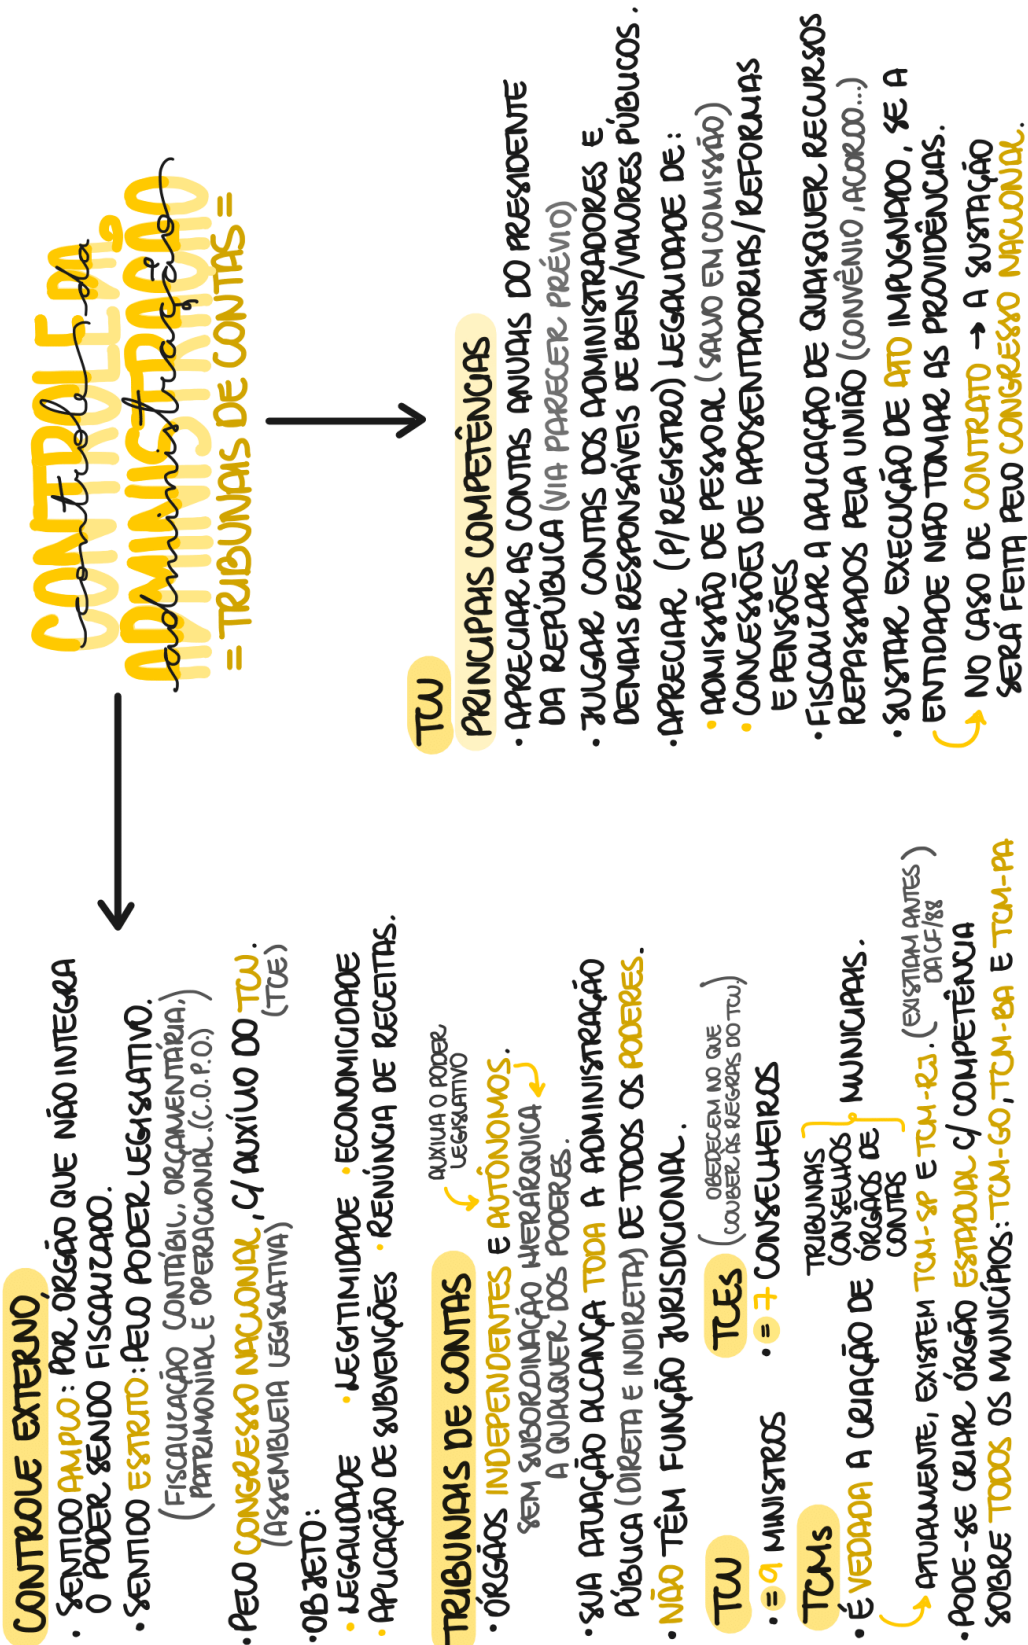 CONTROLE DA
controle da
ADMINISTRAÇÃO
administração
= TRIBUNAIS DE CONTAS =
CONTROLE EXTERNO
• SENTIDO AMPLO: POR ÓRGÃO QUE NÃO INTEGRA
O PODER SENDO FISCALIZADO.
• SENTIDO ESTRITO: PELO PODER LEGISLATIVO.
(FISCALIZAÇÃO CONTÁBIL, ORÇAMENTÁRIA,
PATRIMONIAL E OPERACIONAL.(C.O.P.O.))
• PELO CONGRESSO NACIONAL, C/ AUXÍLIO DO TCU.
(ASSEMBLEIA LEGISLATIVA) (TCE)
• OBJETO:
• LEGALIDADE • LEGITIMIDADE • ECONOMICIDADE
• APLICAÇÃO DE SUBVENÇÕES • RENÚNCIA DE RECEITAS.
TRIBUNAIS DE CONTAS
AUXILIA O PODER
LEGISLATIVO
• ÓRGÃOS INDEPENDENTES E AUTÔNOMOS.
SEM SUBORDINAÇÃO HIERÁRQUICA
A QUALQUER DOS PODERES.
• SUA ATUAÇÃO ALCANÇA TODA A ADMINISTRAÇÃO
PÚBLICA (DIRETA E INDIRETA) DE TODOS OS PODERES.
• NÃO TÊM FUNÇÃO JURISDICIONAL.
TCU
• = 9 MINISTROS
TCEs
(OBEDECEM NO QUE
COUBER ÀS REGRAS DO TCU)
• = 7 CONSELHEIROS
TCMs
• É VEDADA A CRIAÇÃO DE
TRIBUNAIS
CONSELHOS
ÓRGÃOS DE
CONTAS
MUNICIPAIS.
ATUALMENTE, EXISTEM TCM-SP E TCM-RJ. (EXISTIAM ANTES
DA CF/88)
• PODE-SE CRIAR ÓRGÃO ESTADUAL C/ COMPETÊNCIA
SOBRE TODOS OS MUNICÍPIOS: TCM-GO, TCM-BA E TCM-PA
TCU
PRINCIPAIS COMPETÊNCIAS
• APRECIAR AS CONTAS ANUAIS DO PRESIDENTE
DA REPÚBLICA (VIA PARECER PRÉVIO)
• JULGAR CONTAS DOS ADMINISTRADORES E
DEMAIS RESPONSÁVEIS DE BENS/VALORES PÚBLICOS.
• APRECIAR (P/ REGISTRO) LEGALIDADE DE:
• ADMISSÃO DE PESSOAL (SALVO EM COMISSÃO)
• CONCESSÕES DE APOSENTADORIAS/REFORMAS
E PENSÕES
• FISCALIZAR A APLICAÇÃO DE QUAISQUER RECURSOS
REPASSADOS PELA UNIÃO (CONVÊNIO, ACORDO...)
• SUSTAR EXECUÇÃO DE ATO IMPUGNADO, SE A
ENTIDADE NÃO TOMAR AS PROVIDÊNCIAS.
NO CASO DE CONTRATO → A SUSTAÇÃO
SERÁ FEITA PELO CONGRESSO NACIONAL.